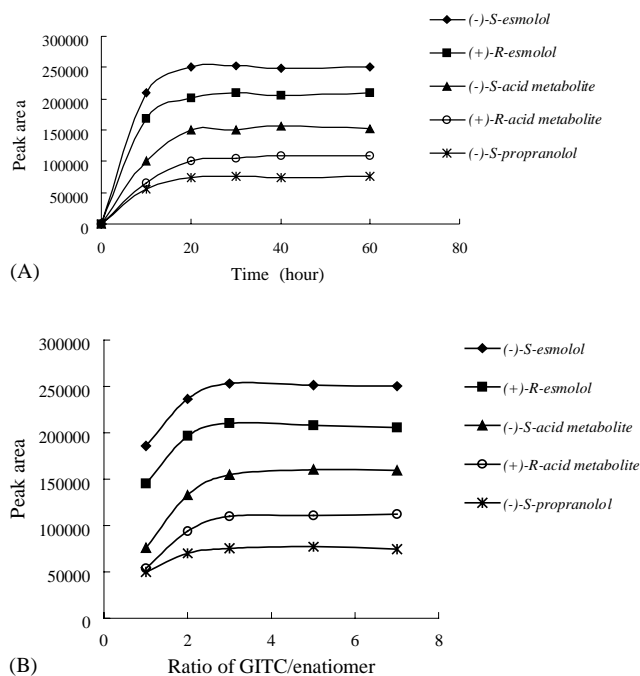 300000
250000
200000
150000
100000
50000
0
Peak area
0 20 40 60 80
Time (hour)
(-)-S-esmolol
(+)-R-esmolol
(-)-S-acid metabolite
(+)-R-acid metabolite
(-)-S-propranolol
(A)
300000
250000
200000
150000
100000
50000
0
Peak area
0 2 4 6 8
Ratio of GITC/enatiomer
(-)-S-esmolol
(+)-R-esmolol
(-)-S-acid metabolite
(+)-R-acid metabolite
(-)-S-propranolol
(B)